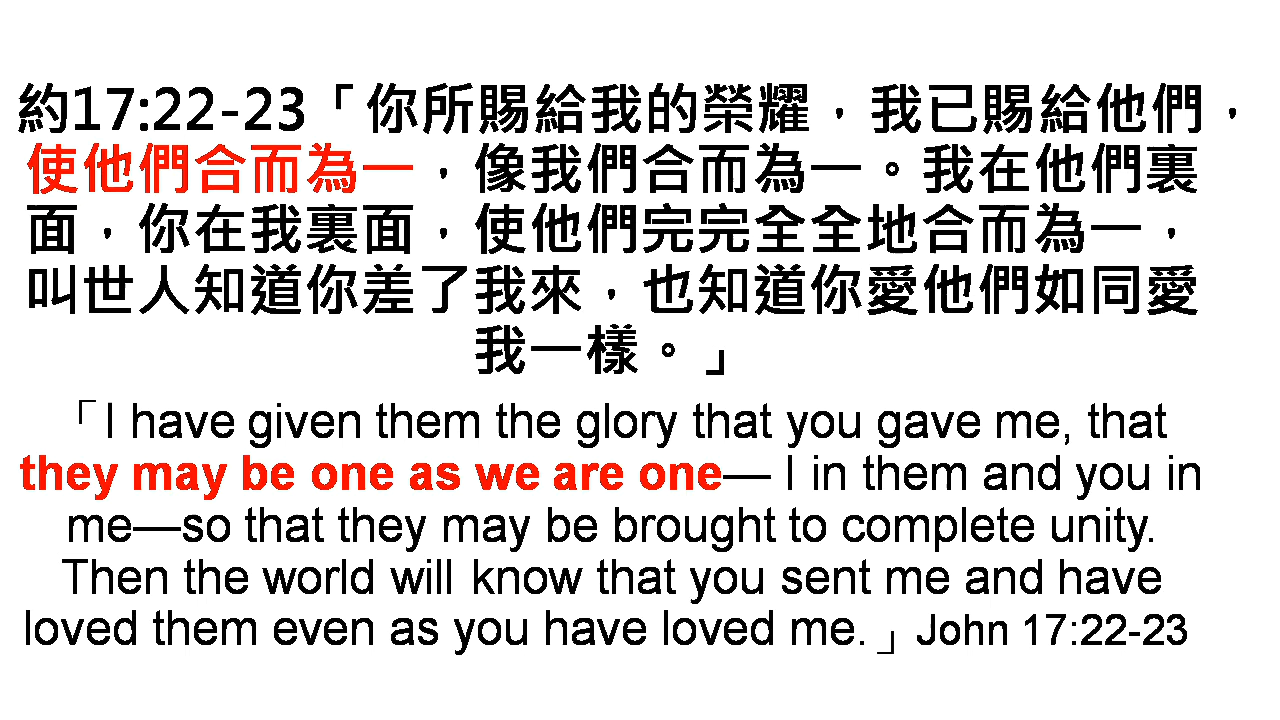 約17:22-23「你所賜給我的榮耀，我已賜給他們，
使他們合而為一，像我們合而為一。我在他們裏
面，你在我裏面，使他們完完全全地合而為一，
叫世人知道你差了我來，也知道你愛他們如同愛
我一樣。」
「I have given them the glory that you gave me, that
they may be one as we are one— I in them and you in
me—so that they may be brought to complete unity.
Then the world will know that you sent me and have
loved them even as you have loved me.」John 17:22-23